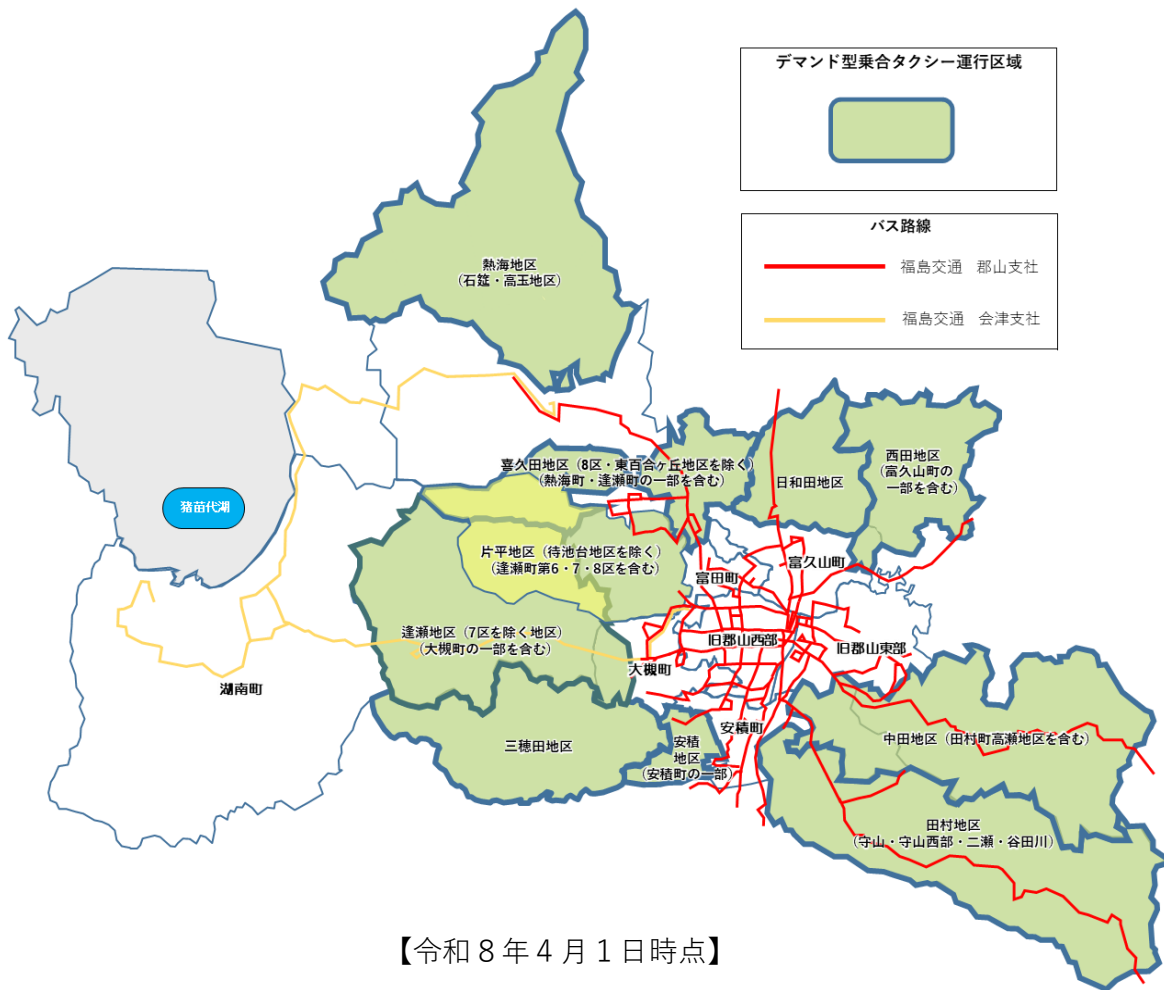 デマンド型乗合タクシー運行区域
バス路線
福島交通　郡山支社
福島交通　会津支社
熱海地区
（石筵・高玉地区）
猪苗代湖
喜久田地区（8区・東百合ヶ丘地区を除く）
（熱海町・逢瀬町の一部を含む）
日和田地区
西田地区
（富久山町の
一部を含む）
片平地区（待池台地区を除く）
（逢瀬町第6・7・8区を含む）
富田町
富久山町
逢瀬地区（7区を除く地区）
（大槻町の一部を含む）
旧郡山西部
旧郡山東部
大槻町
湖南町
三穂田地区
安積
地区
（安積町の一部）
安積町
中田地区（田村町高瀬地区を含む）
田村地区
（守山・守山西部・二瀬・谷田川）
【令和８年４月１日時点】